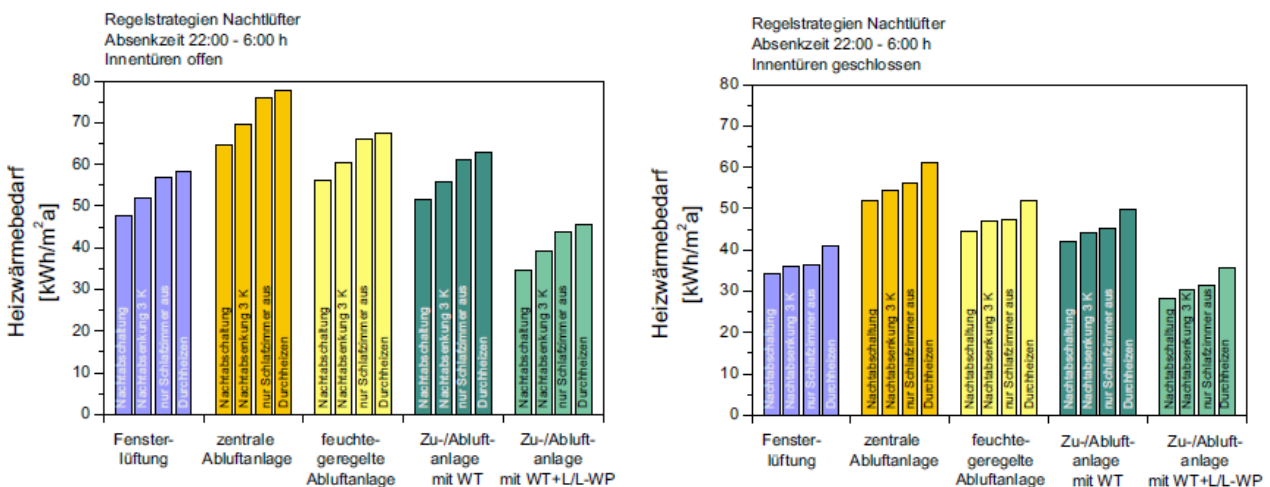 Regelstrategien Nachtlüfter
Absenkzeit 22:00 - 6:00 h
Innentüren offen
Heizwärmebedarf
[kWh/m²a]
80
70
60
50
40
30
20
10
0
Nachtabschaltung
Nachtabsenkung 3 K
nur Schlafzimmer aus
Durchheizen
Nachtabschaltung
Nachtabsenkung 3 K
nur Schlafzimmer aus
Durchheizen
Nachtabschaltung
Nachtabsenkung 3 K
nur Schlafzimmer aus
Durchheizen
Nachtabschaltung
Nachtabsenkung 3 K
nur Schlafzimmer aus
Durchheizen
Nachtabschaltung
Nachtabsenkung 3 K
nur Schlafzimmer aus
Durchheizen
Fenster-
lüftung
zentrale
Abluftanlage
feuchte-
geregelte
Abluftanlage
Zu-/Abluft-
anlage
mit WT
Zu-/Abluft-
anlage
mit WT+L/L-WP
Regelstrategien Nachtlüfter
Absenkzeit 22:00 - 6:00 h
Innentüren geschlossen
Heizwärmebedarf
[kWh/m²a]
80
70
60
50
40
30
20
10
0
Nachtabschaltung
Nachtabsenkung 3 K
nur Schlafzimmer aus
Durchheizen
Nachtabschaltung
Nachtabsenkung 3 K
nur Schlafzimmer aus
Durchheizen
Nachtabschaltung
Nachtabsenkung 3 K
nur Schlafzimmer aus
Durchheizen
Nachtabschaltung
Nachtabsenkung 3 K
nur Schlafzimmer aus
Durchheizen
Nachtabschaltung
Nachtabsenkung 3 K
nur Schlafzimmer aus
Durchheizen
Fenster-
lüftung
zentrale
Abluftanlage
feuchte-
geregelte
Abluftanlage
Zu-/Abluft-
anlage
mit WT
Zu-/Abluft-
anlage
mit WT+L/L-WP